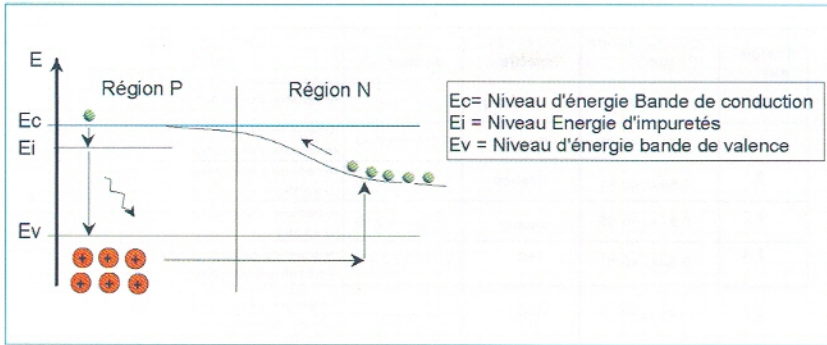 E
Région P
Région N
Ec
Ei
Ev
Ec= Niveau d'énergie Bande de conduction
Ei = Niveau Energie d'impuretés
Ev = Niveau d'énergie bande de valence
+ + +
+ + +